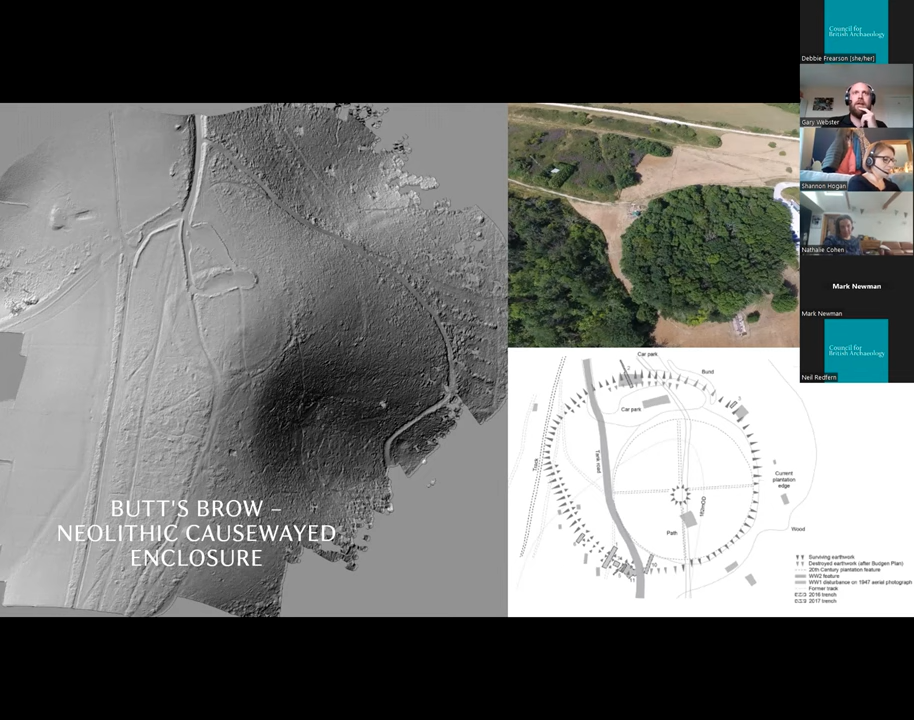 Council for
British Archaeology
Debbie Frearson [she/her]
Gary Webster
Shannon Hogan
Nathalie Cohen
Mark Newman
Mark Newman
Council for
British Archaeology
Neil Redfern
BUTT'S BROW –
NEOLITHIC CAUSEWAYED
ENCLOSURE
Car park
Bund
Car park
Track
Tank road
Current
plantation
edge
Path
Wood
Surviving earthwork
Destroyed earthwork (after Budgen Plan)
20th Century plantation feature
WW2 feature
WW1 disturbance on 1947 aerial photograph
Former track
2016 trench
2017 trench